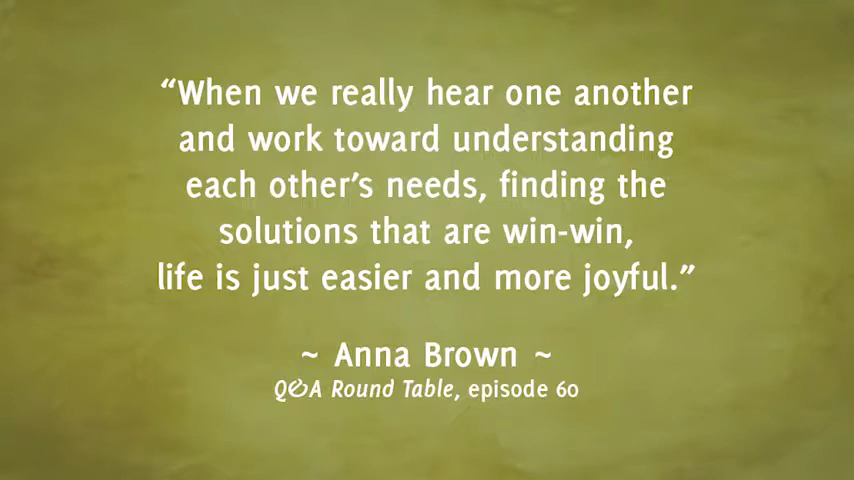 “When we really hear one another
and work toward understanding
each other’s needs, finding the
solutions that are win-win,
life is just easier and more joyful.”
~ Anna Brown ~
Q&A Round Table, episode 60